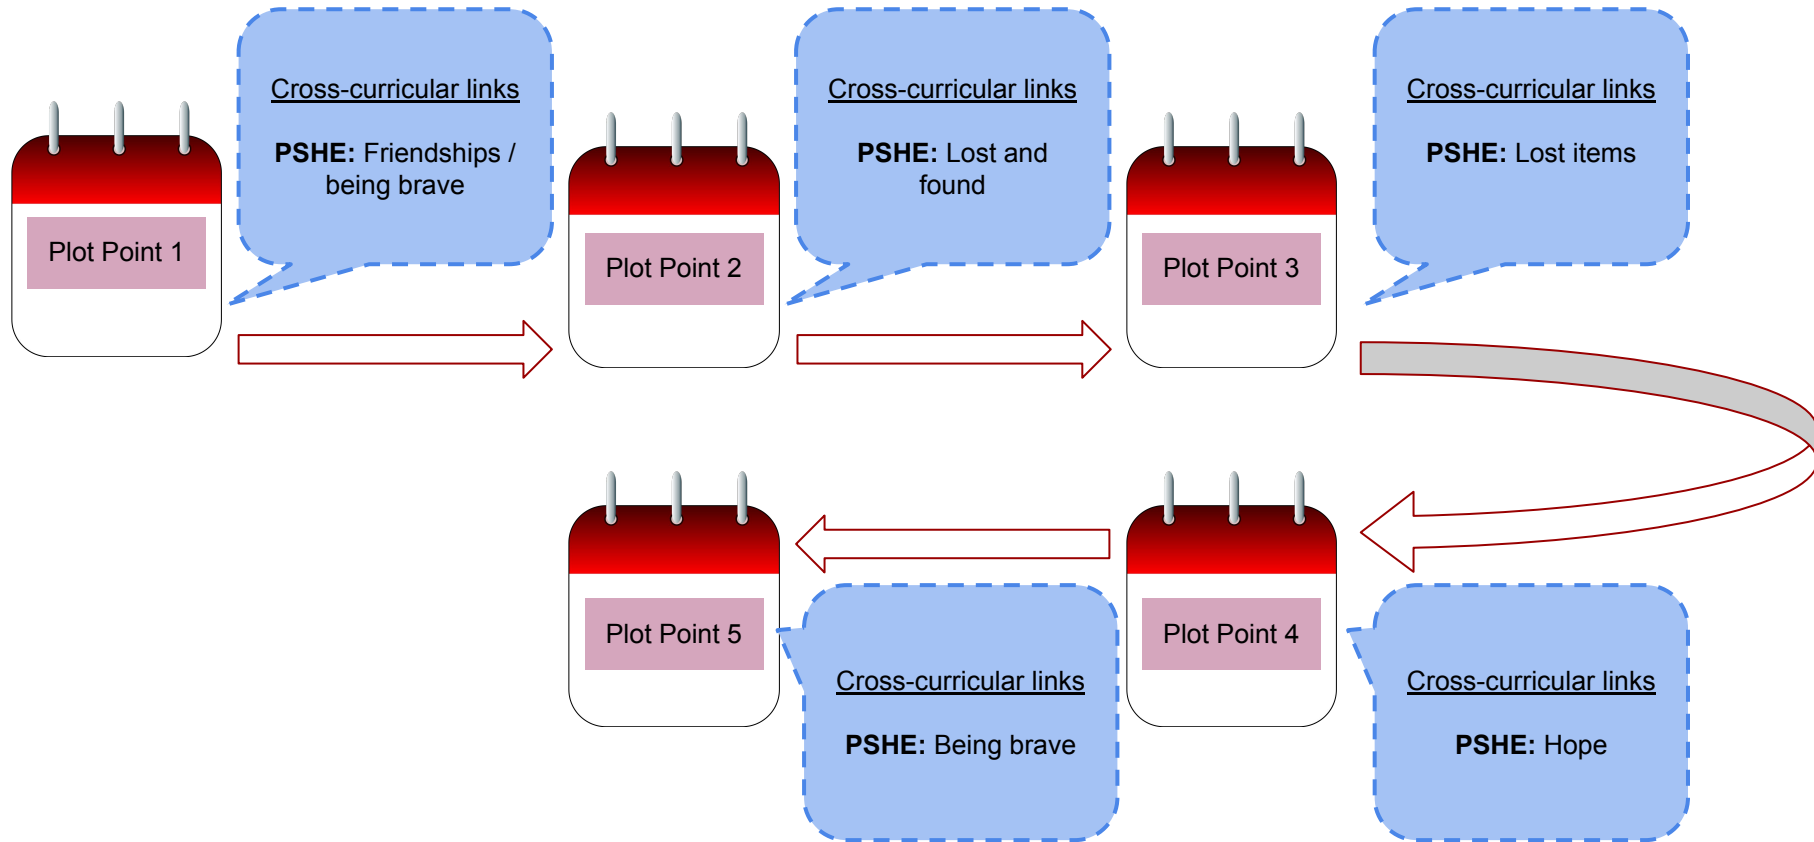 Plot Point 1
Cross-curricular links
PSHE: Friendships /
being brave
Plot Point 2
Cross-curricular links
PSHE: Lost and
found
Plot Point 3
Cross-curricular links
PSHE: Lost items
Plot Point 4
Cross-curricular links
PSHE: Hope
Plot Point 5
Cross-curricular links
PSHE: Being brave